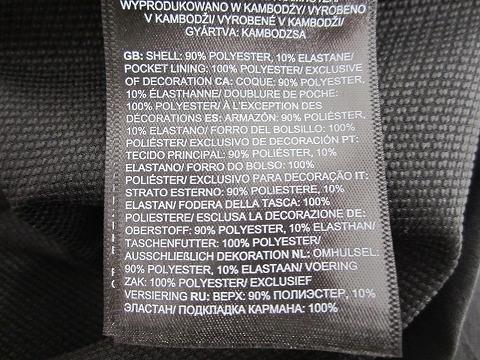 WYPRODUKOWANO W KAMBODŻY/ VYROBENO
V KAMBODŽI/ VYROBENÉ V KAMBODŽI/
GYÁRTVA: KAMBODZSA
GB: SHELL: 90% POLYESTER, 10% ELASTANE/
POCKET LINING: 100% POLYESTER/ EXCLUSIVE
OF DECORATION CA: COQUE: 90% POLYESTER,
10% ÉLASTHANNE/ DOUBLURE DE POCHE:
100% POLYESTER/ À L'EXCEPTION DES
DÉCORATIONS ES: ARMAZÓN: 90% POLIÉSTER,
10% ELASTANO/ FORRO DEL BOLSILLO: 100%
POLIÉSTER/ EXCLUSIVO DE DECORACIÓN PT:
TECIDO PRINCIPAL: 90% POLIÉSTER, 10%
ELASTANO/ FORRO DO BOLSO: 100%
POLIÉSTER/ EXCLUSIVO PARA DECORAÇÃO IT:
STRATO ESTERNO: 90% POLIESTERE, 10%
ELASTAN/ FODERA DELLA TASCA: 100%
POLIESTERE/ ESCLUSA LA DECORAZIONE DE:
OBERSTOFF: 90% POLYESTER, 10% ELASTHAN/
TASCHENFUTTER: 100% POLYESTER/
AUSSCHLIEßLICH DEKORATION NL: OMHULSEL:
90% POLYESTER, 10% ELASTAAN/ VOERING
ZAK: 100% POLYESTER/ EXCLUSIEF
VERSIERING RU: ВЕРХ: 90% ПОЛИЭСТЕР, 10%
ЭЛАСТАН/ ПОДКЛАДКА КАРМАНА: 100%